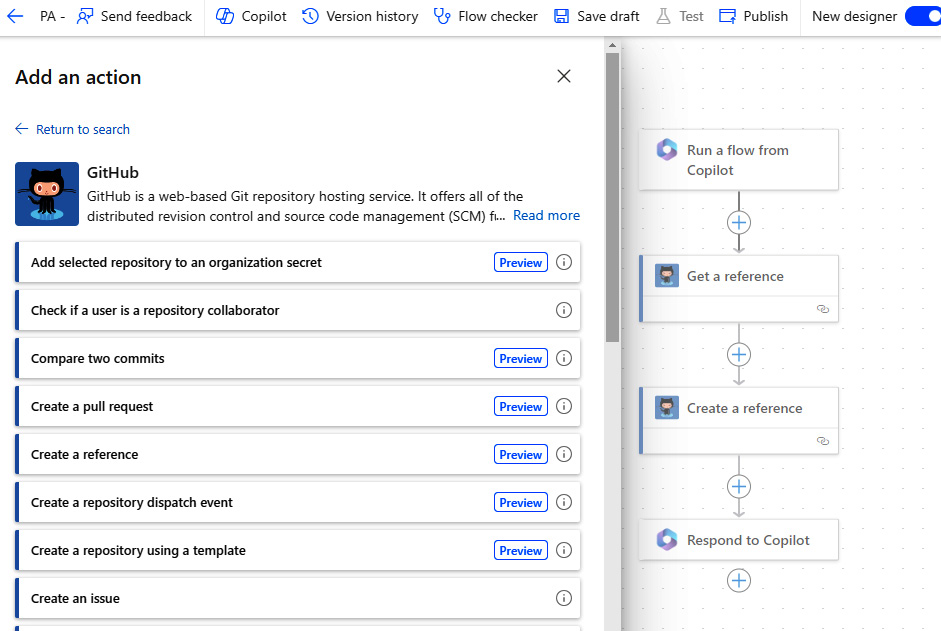 PA - Send feedback Copilot Version history Flow checker Save draft Test Publish New designer
Add an action
Return to search
GitHub
GitHub is a web-based Git repository hosting service. It offers all of the
distributed revision control and source code management (SCM) fi... Read more
Add selected repository to an organization secret Preview
Check if a user is a repository collaborator
Compare two commits Preview
Create a pull request Preview
Create a reference Preview
Create a repository dispatch event Preview
Create a repository using a template Preview
Create an issue
Run a flow from
Copilot
Get a reference
Create a reference
Respond to Copilot